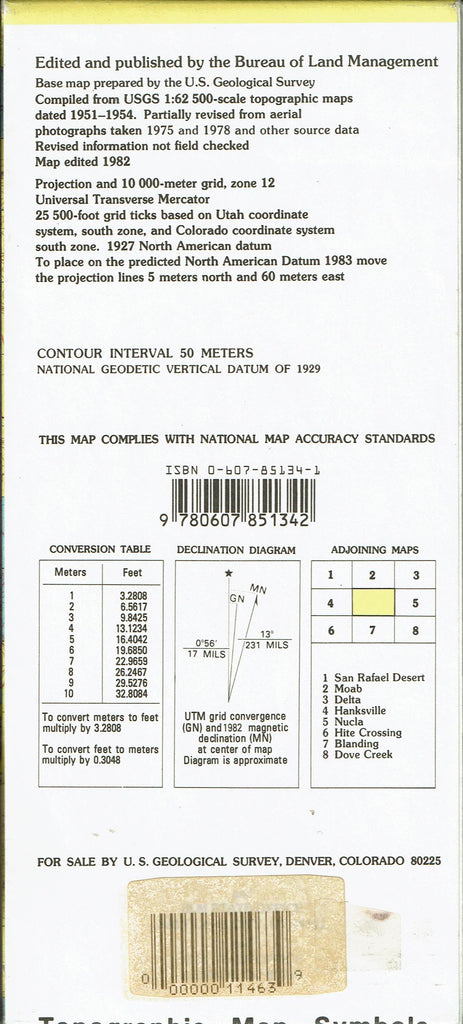 Edited and published by the Bureau of Land Management
Base map prepared by the U.S. Geological Survey
Compiled from USGS 1:62 500-scale topographic maps
dated 1951–1954. Partially revised from aerial
photographs taken 1975 and 1978 and other source data
Revised information not field checked
Map edited 1982
Projection and 10 000-meter grid, zone 12
Universal Transverse Mercator
25 500-foot grid ticks based on Utah coordinate
system, south zone, and Colorado coordinate system
south zone. 1927 North American datum
To place on the predicted North American Datum 1983 move
the projection lines 5 meters north and 60 meters east
CONTOUR INTERVAL 50 METERS
NATIONAL GEODETIC VERTICAL DATUM OF 1929
THIS MAP COMPLIES WITH NATIONAL MAP ACCURACY STANDARDS
ISBN 0-607-85134-1
9 780607 851342
CONVERSION TABLE
Meters Feet
1 3.2808
2 6.5617
3 9.8425
4 13.1234
5 16.4042
6 19.6850
7 22.9659
8 26.2467
9 29.5276
10 32.8084
To convert meters to feet
multiply by 3.2808
To convert feet to meters
multiply by 0.3048
DECLINATION DIAGRAM
MN
GN
0°56′
17 MILS
13°
231 MILS
UTM grid convergence
(GN) and 1982 magnetic
declination (MN)
at center of map
Diagram is approximate
ADJOINING MAPS
1 2 3
4 5
6 7 8
1 San Rafael Desert
2 Moab
3 Delta
4 Hanksville
5 Nucla
6 Hite Crossing
7 Blanding
8 Dove Creek
FOR SALE BY U. S. GEOLOGICAL SURVEY, DENVER, COLORADO 80225
0 00000 11463 9
Topographic Map Symbols